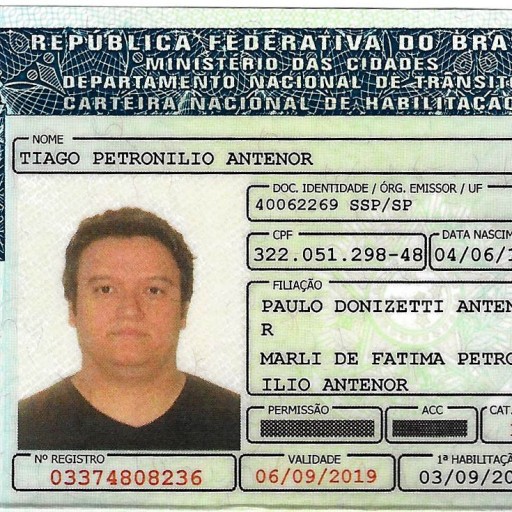 REPÚBLICA FEDERATIVA DO BRA
MINISTÉRIO DAS CIDADES
DEPARTAMENTO NACIONAL DE TRÂNSIT
CARTEIRA NACIONAL DE HABILITAÇÃ
NOME
TIAGO PETRONILIO ANTENOR
DOC. IDENTIDADE / ÓRG. EMISSOR / UF
40062269 SSP/SP
CPF
DATA NASCIM
322.051.298-48
04/06/1
FILIAÇÃO
PAULO DONIZETTI ANTEN
R
MARLI DE FATIMA PETRO
ILIO ANTENOR
PERMISSÃO
ACC
CAT.
Nº REGISTRO
VALIDADE
1ª HABILITAÇÃ
03374808236
06/09/2019
03/09/20